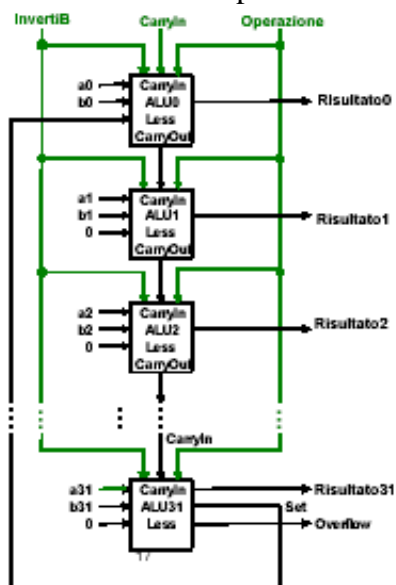 InvertiB CarryIn Operazione
a0 CarryIn
b0 ALU0 Risultato0
Less
CarryOut
a1 CarryIn
b1 ALU1 Risultato1
0 Less
CarryOut
a2 CarryIn
b2 ALU2 Risultato2
0 Less
CarryOut
CarryIn
a31 CarryIn Risultato31
b31 ALU31 Set
0 Less Overflow
17